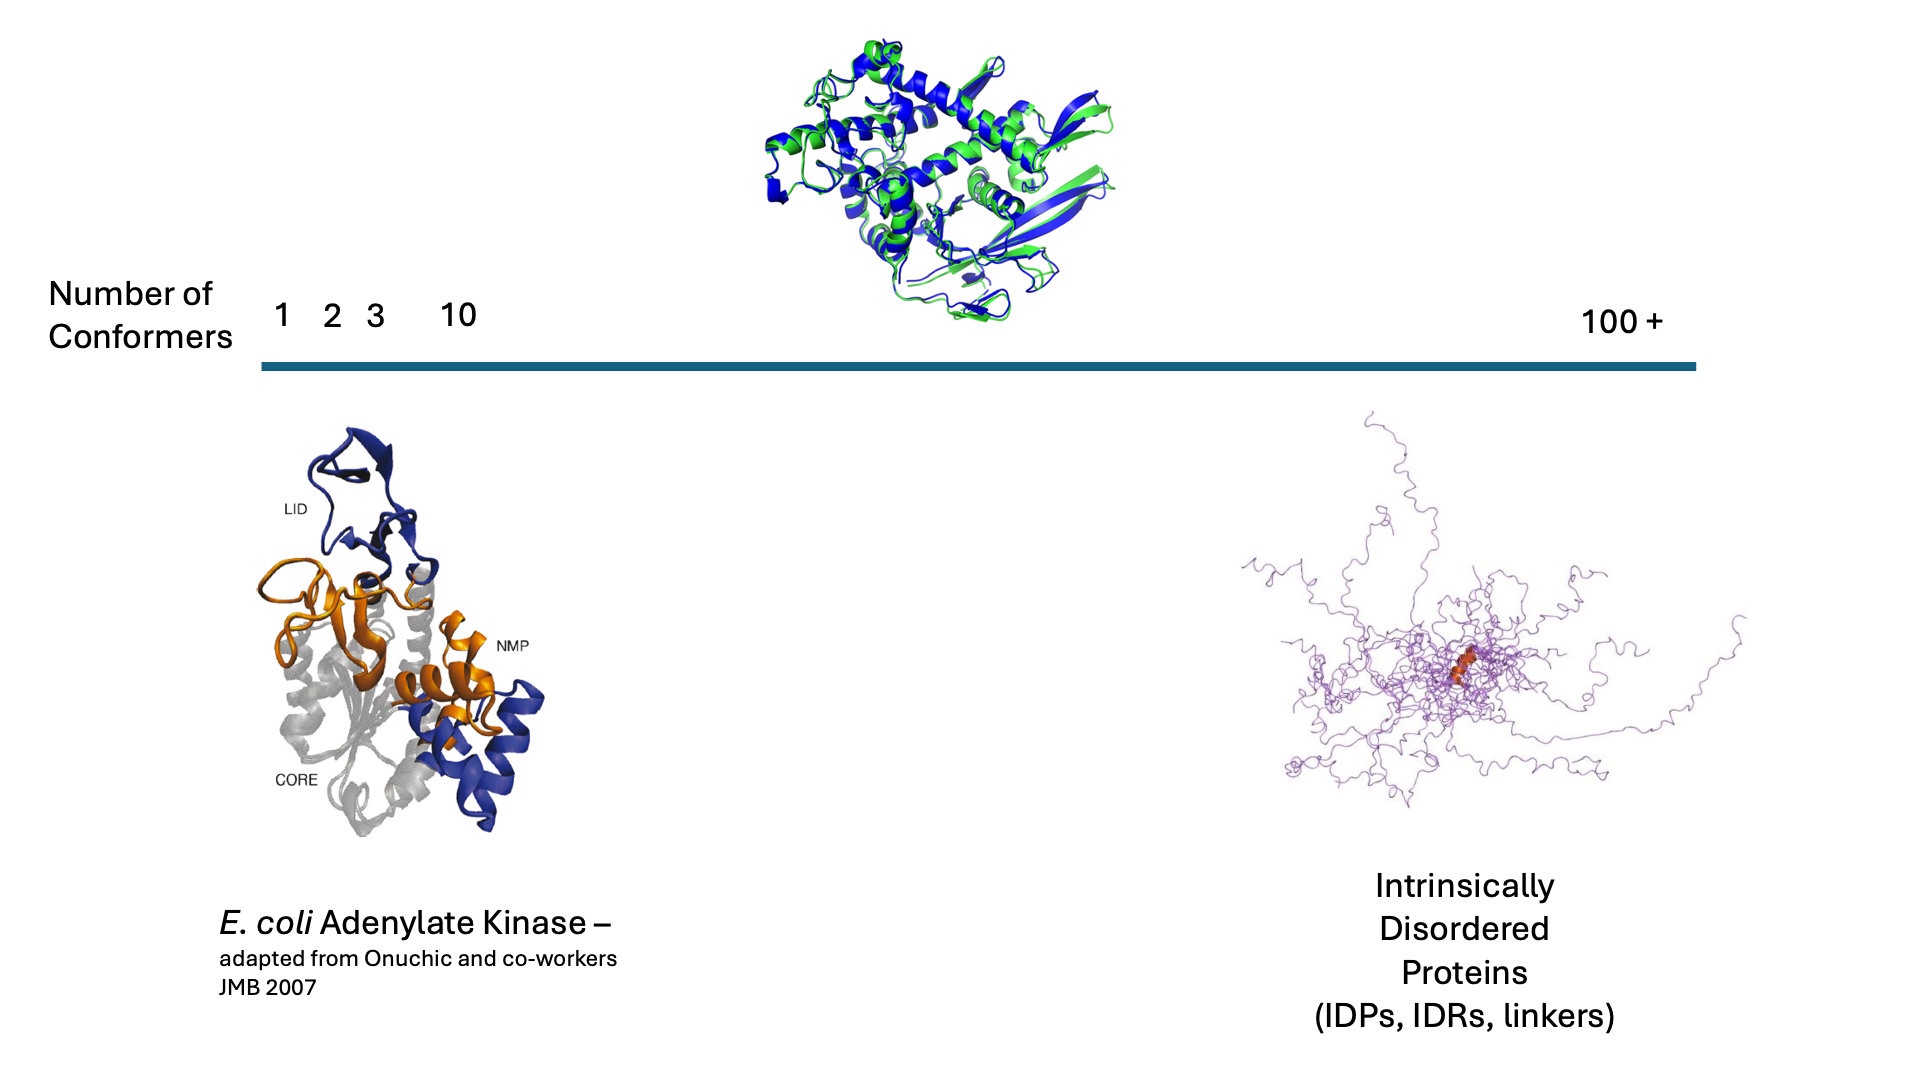 Number of
Conformers
1 2 3 10
100 +
LID
NMP
CORE
E. coli Adenylate Kinase –
adapted from Onuchic and co-workers
JMB 2007
Intrinsically
Disordered
Proteins
(IDPs, IDRs, linkers)